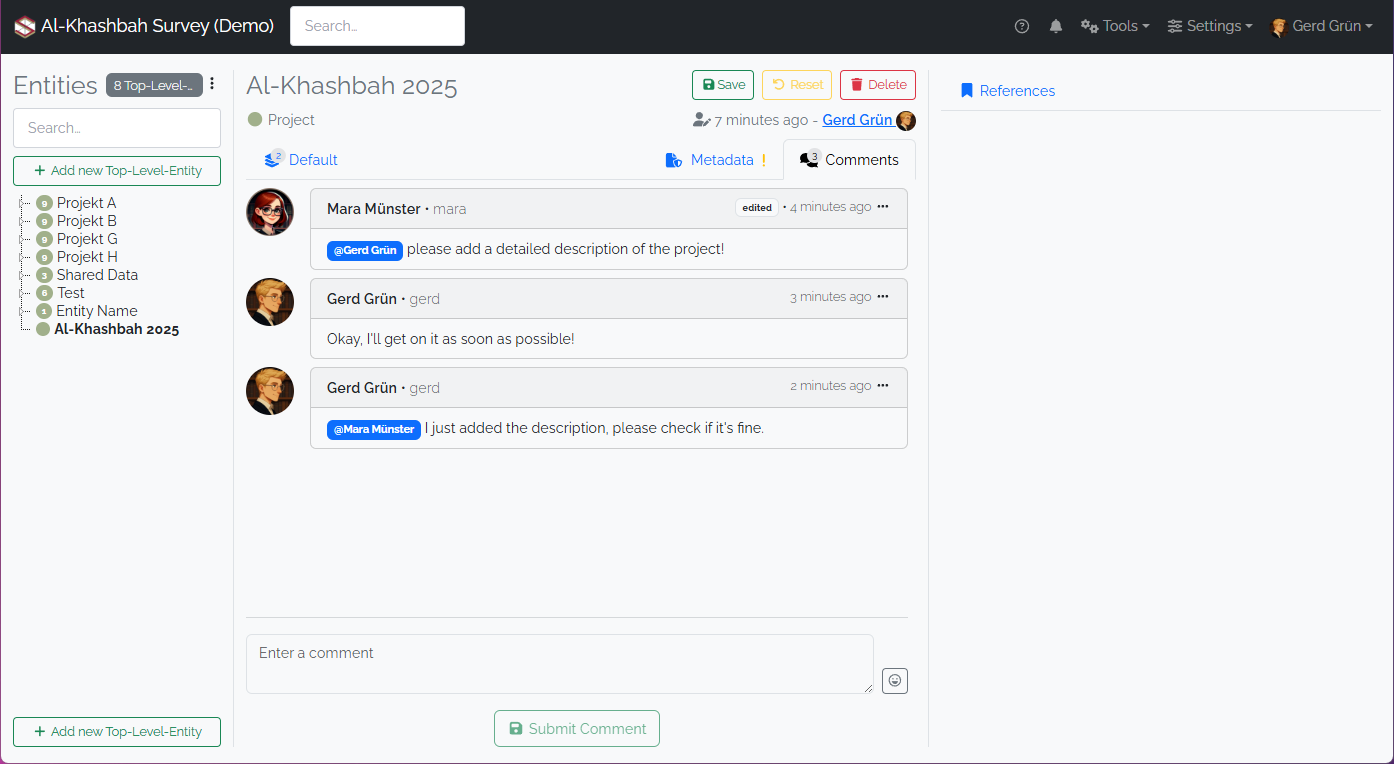 Al-Khashbah Survey (Demo)
Search...
Tools
Settings
Gerd Grün
Entities
8 Top-Level-...
Search...
+ Add new Top-Level-Entity
9 Projekt A
9 Projekt B
9 Projekt G
9 Projekt H
3 Shared Data
6 Test
1 Entity Name
Al-Khashbah 2025
+ Add new Top-Level-Entity
Al-Khashbah 2025
Save
Reset
Delete
Project
7 minutes ago - Gerd Grün
2 Default
Metadata !
3 Comments
Mara Münster • mara
edited • 4 minutes ago
@Gerd Grün please add a detailed description of the project!
Gerd Grün • gerd
3 minutes ago
Okay, I'll get on it as soon as possible!
Gerd Grün • gerd
2 minutes ago
@Mara Münster I just added the description, please check if it's fine.
Enter a comment
Submit Comment
References